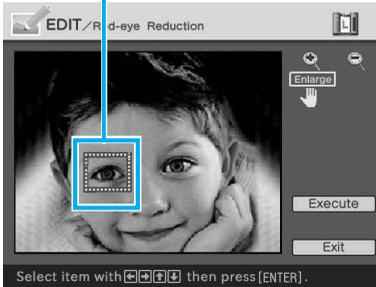 EDIT/Red-eye Reduction
L
Enlarge
Execute
Exit
Select item with ←→↑↓ then press [ENTER].